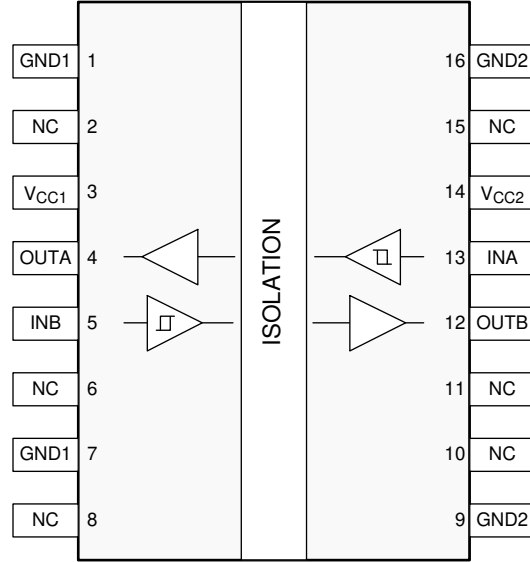 GND1 1 16 GND2
NC 2 15 NC
VCC1 3 14 VCC2
OUTA 4 13 INA
ISOLATION
INB 5 12 OUTB
NC 6 11 NC
GND1 7 10 NC
NC 8 9 GND2